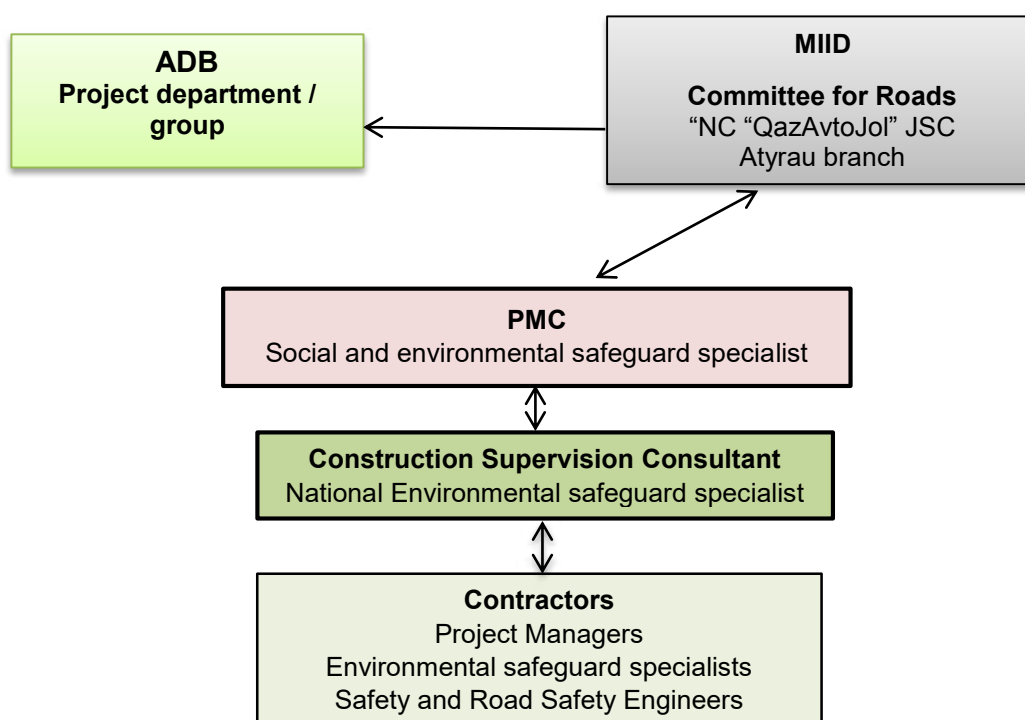 ADB
Project department /
group
MIID
Committee for Roads
“NC “QazAvtoJol” JSC
Atyrau branch
PMC
Social and environmental safeguard specialist
Construction Supervision Consultant
National Environmental safeguard specialist
Contractors
Project Managers
Environmental safeguard specialists
Safety and Road Safety Engineers